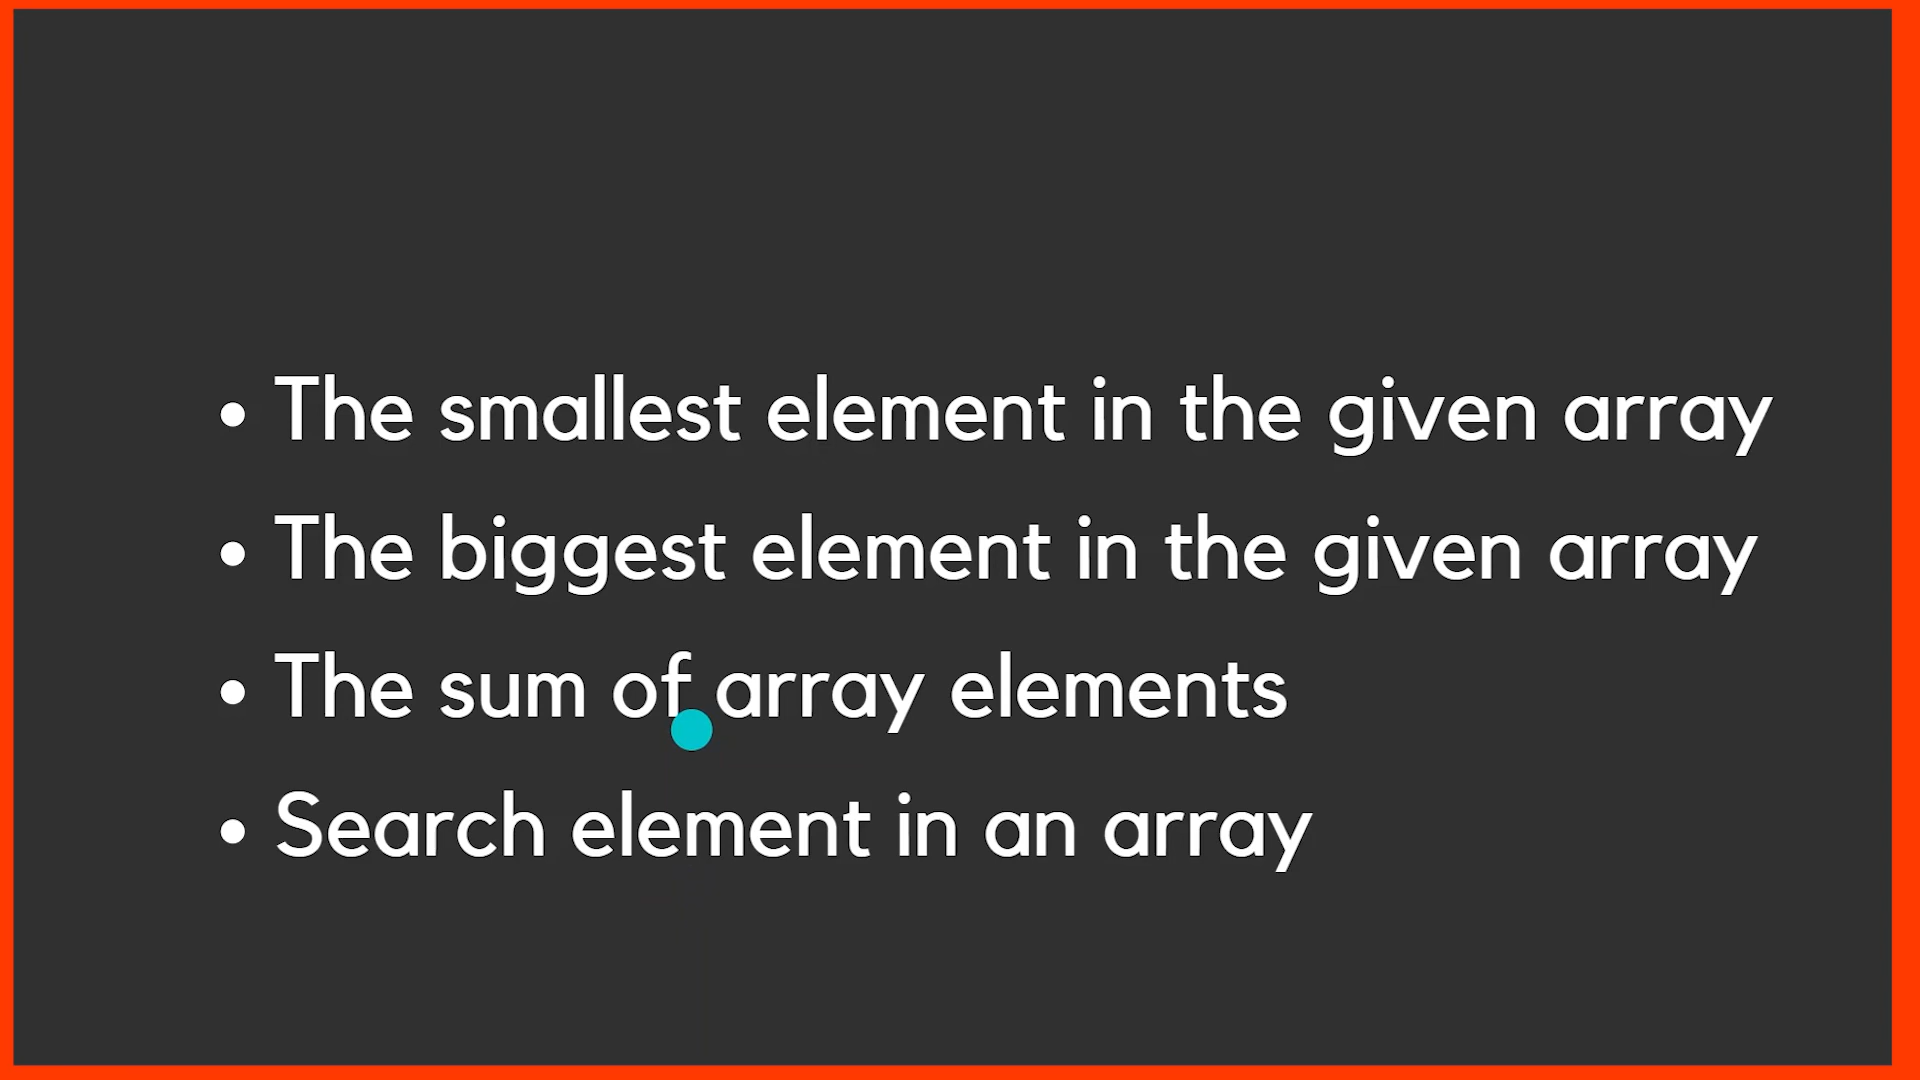 • The smallest element in the given array
• The biggest element in the given array
• The sum of array elements
• Search element in an array